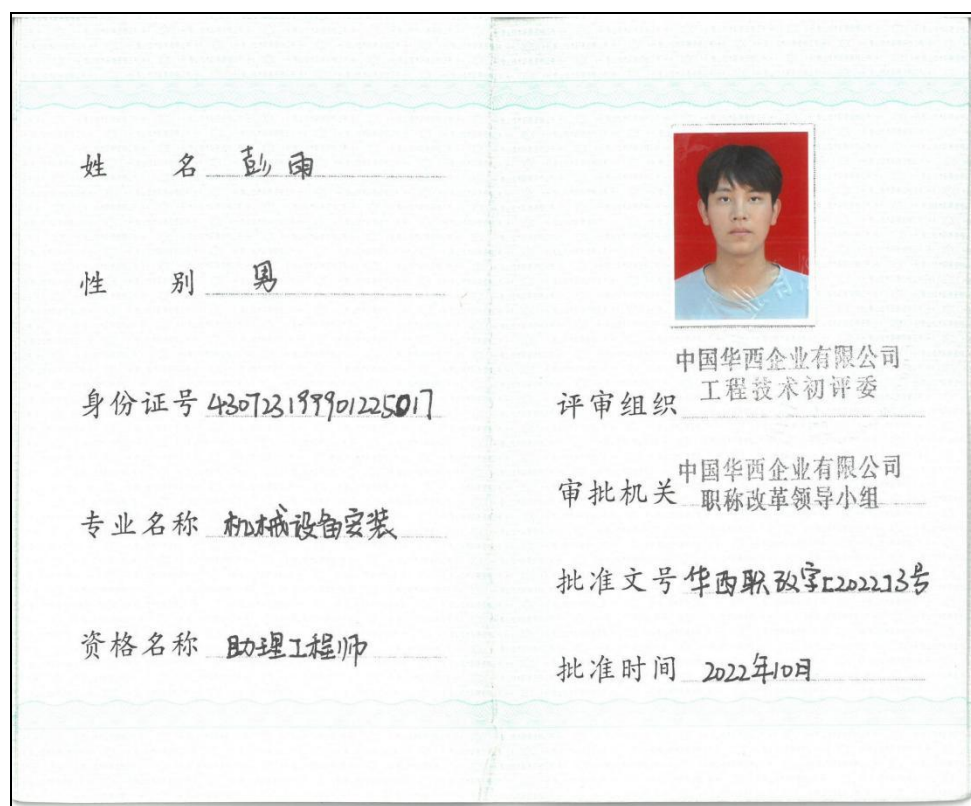 姓 名 彭雨
性 别 男
身份证号 430723199901225017
专业名称 机械设备安装
资格名称 助理工程师
中国华西企业有限公司
评审组织 工程技术初评委
中国华西企业有限公司
审批机关 职称改革领导小组
批准文号 华西职改字[2022]3号
批准时间 2022年10月